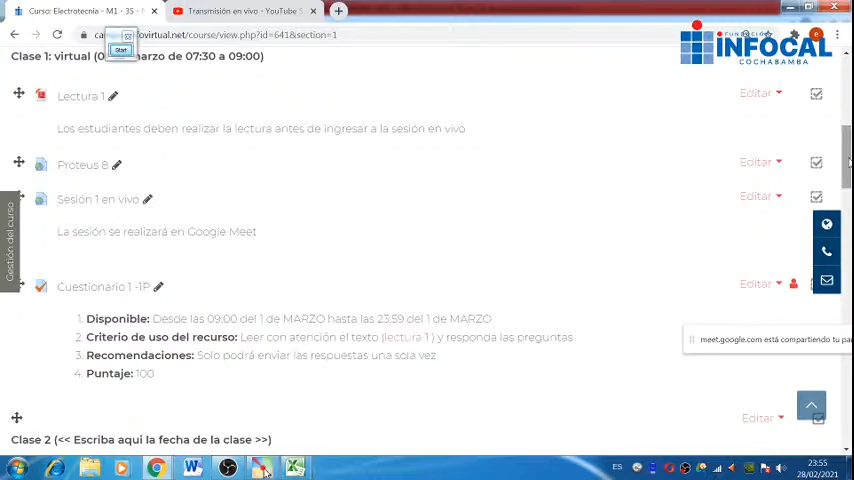 Curso: Electrotecnia - M1 - 3S -
Transmisión en vivo - YouTube S
Start
ovirtual.net/course/view.php?id=641&section=1
FUNDACIÓN
INFOCAL
COCHABAMBA
marzo de 07:30 a 09:00)
Clase 1: virtual (0
Lectura 1
Editar
Los estudiantes deben realizar la lectura antes de ingresar a la sesión en vivo
Proteus 8
Editar
Sesión 1 en vivo
Editar
La sesión se realizará en Google Meet
Gestión del curso
Cuestionario 1 -1P
Editar
1. Disponible: Desde las 09:00 del 1 de MARZO hasta las 23:59 del 1 de MARZO
2. Criterio de uso del recurso: Leer con atención el texto (lectura 1 ) y responda las preguntas
3. Recomendaciones: Solo podrá enviar las respuestas una sola vez
4. Puntaje: 100
meet.google.com está compartiendo tu pa
Editar
Clase 2 (<< Escriba aqui la fecha de la clase >>)
ES
23:55
28/02/2021